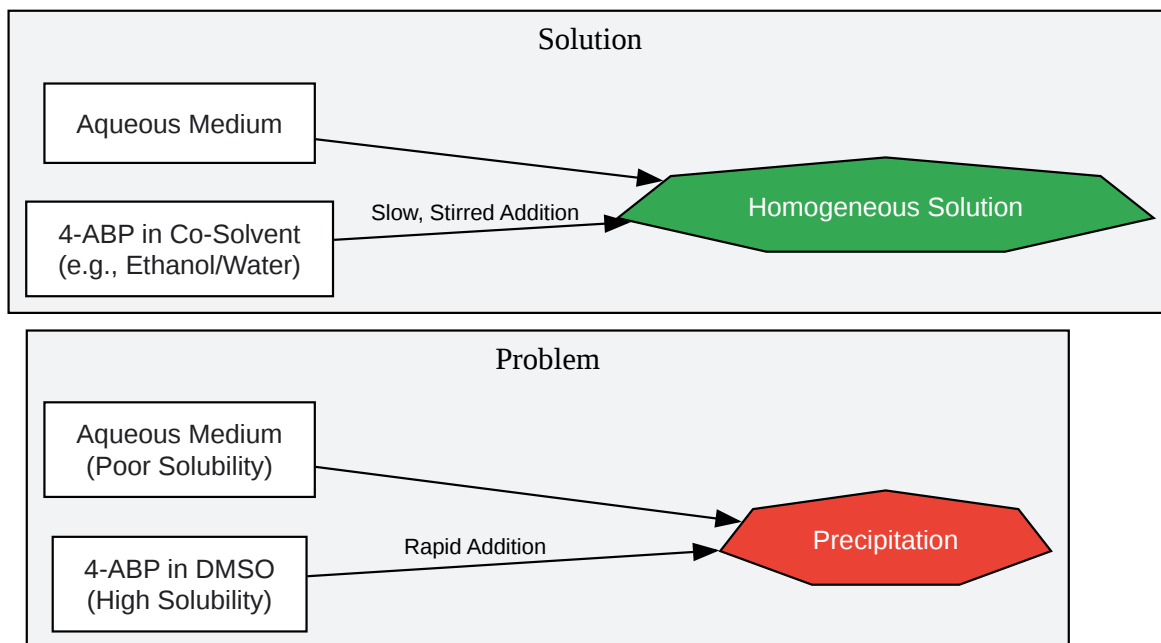 Solution
Aqueous Medium
Slow, Stirred Addition
4-ABP in Co-Solvent
(e.g., Ethanol/Water)
Homogeneous Solution
Problem
Aqueous Medium
(Poor Solubility)
Rapid Addition
4-ABP in DMSO
(High Solubility)
Precipitation